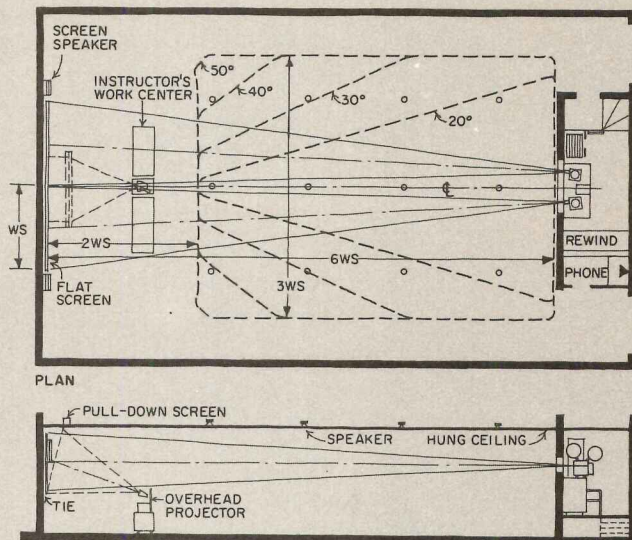 SCREEN
SPEAKER
INSTRUCTOR'S
WORK CENTER
50°
40°
30°
20°
WS
2WS
6WS
3WS
℄
FLAT
SCREEN
REWIND
PHONE
PLAN
PULL-DOWN SCREEN
SPEAKER
HUNG CEILING
TIE
OVERHEAD
PROJECTOR